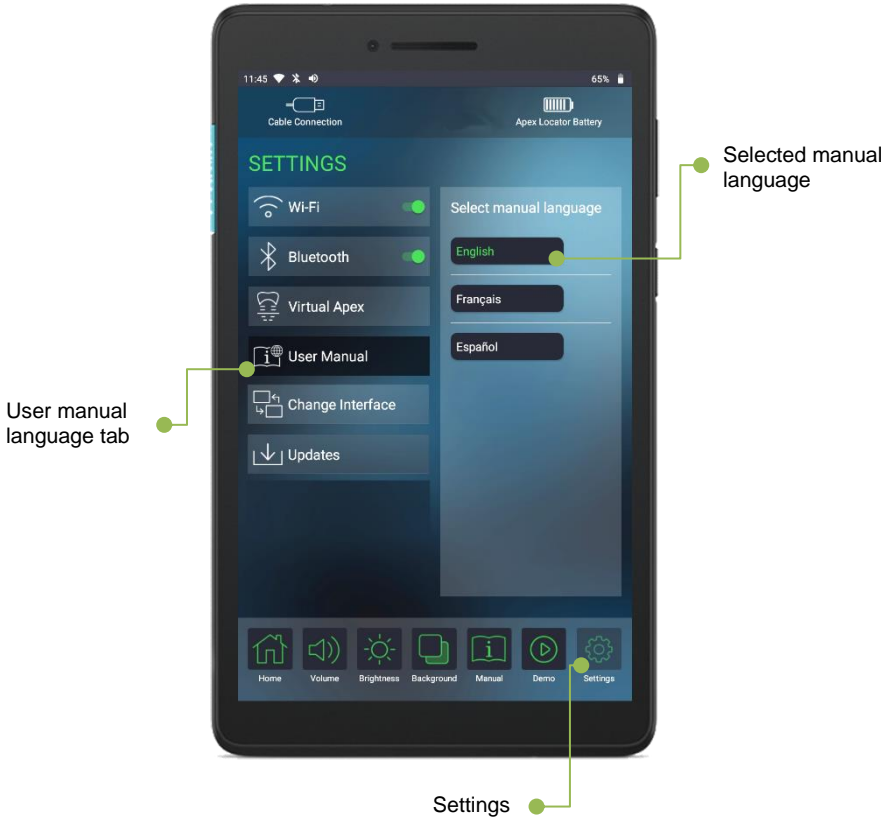 11:45
65%
Cable Connection
Apex Locator Battery
SETTINGS
Wi-Fi
Bluetooth
Virtual Apex
User Manual
Change Interface
Updates
Select manual language
English
Français
Español
Home
Volume
Brightness
Background
Manual
Demo
Settings
Selected manual
language
User manual
language tab
Settings